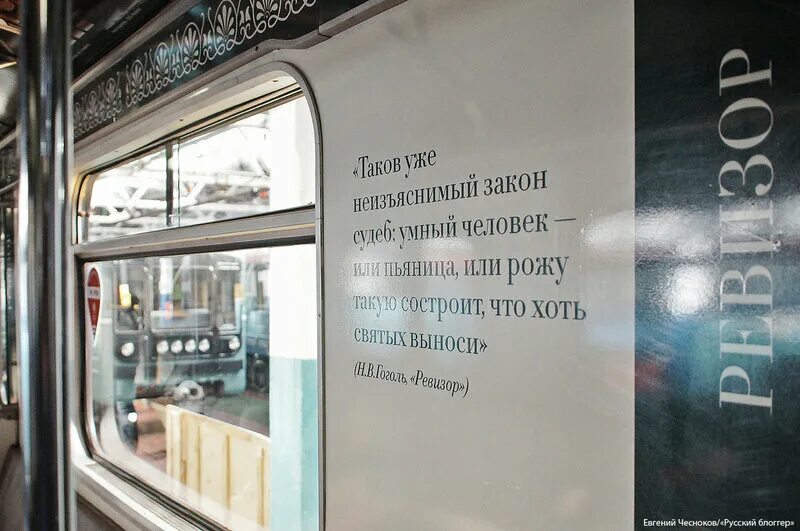 «Таков уже
неизъяснимый закон
судеб: умный человек —
или пьяница, или рожу
такую состроит, что хоть
святых выноси»
(Н.В.Гоголь, «Ревизор»)
РЕВИЗОР
Евгений Чесноков/«Русский блоггер»